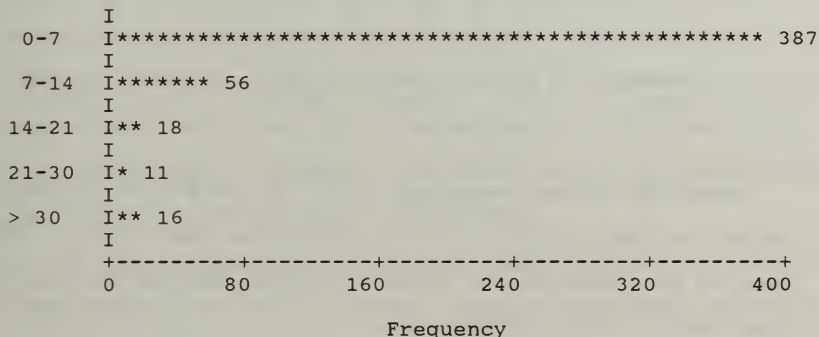 I
0-7 I************************************************ 387
I
7-14 I******* 56
I
14-21 I** 18
I
21-30 I* 11
I
> 30 I** 16
I
+---------+---------+---------+---------+---------+
0 80 160 240 320 400
Frequency